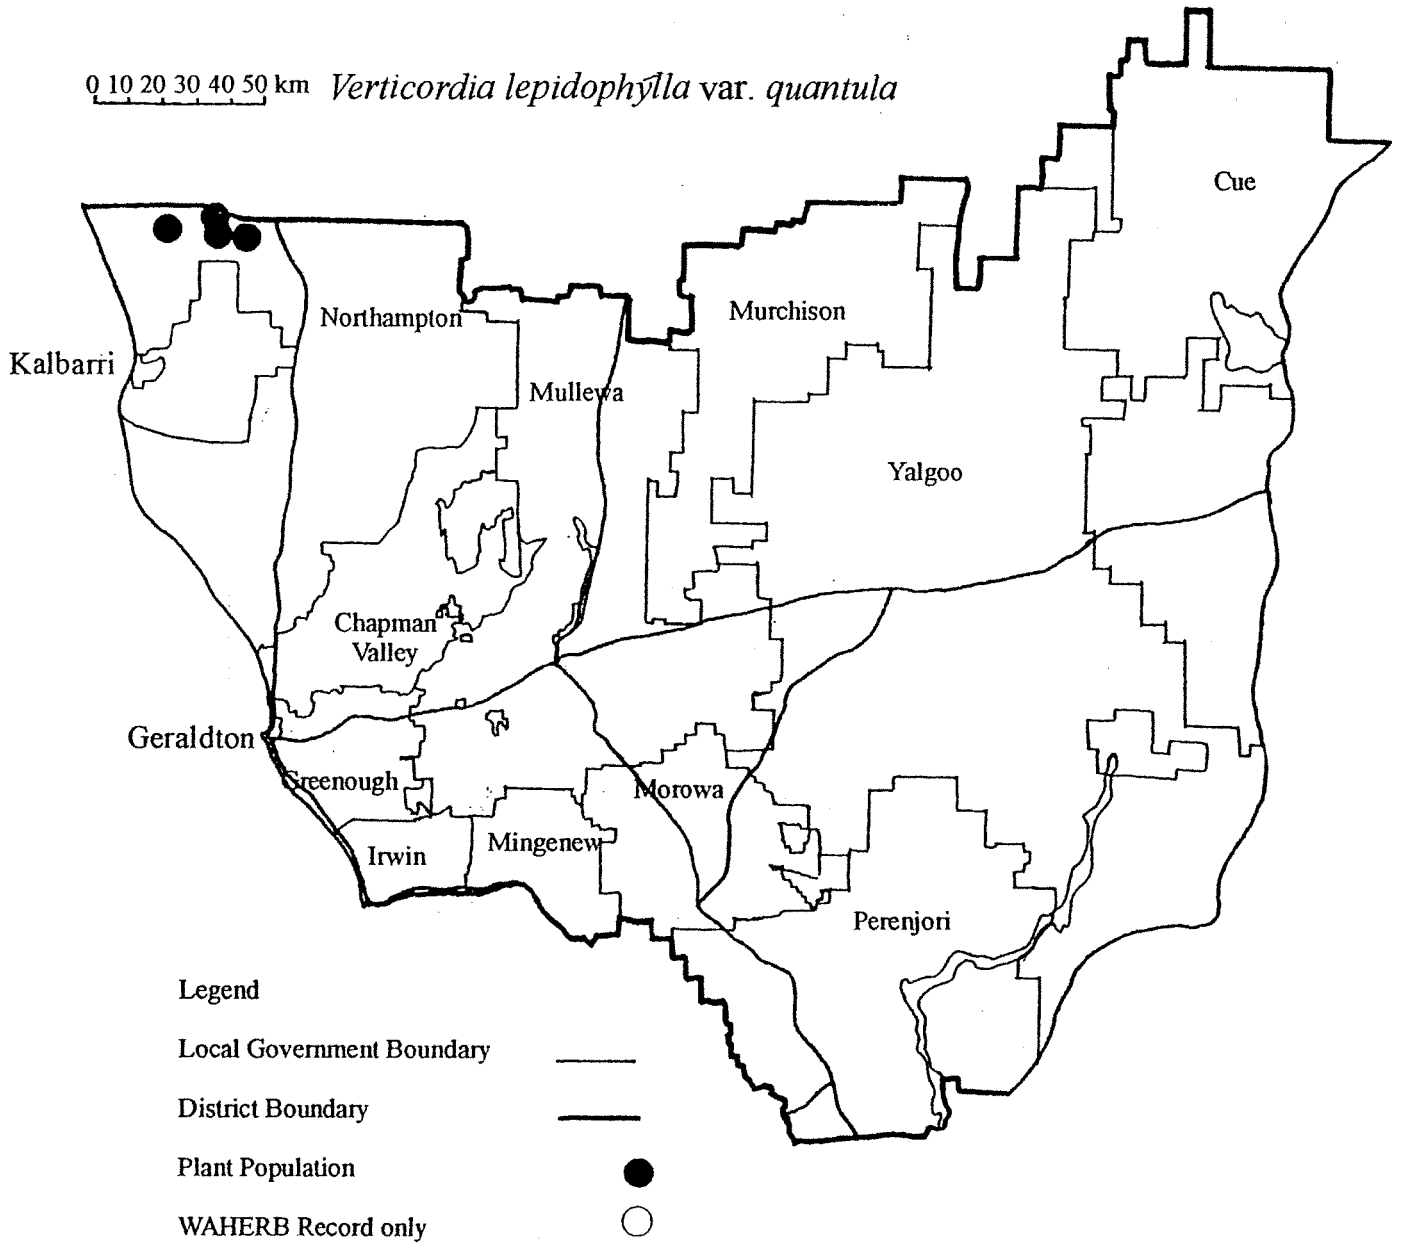 0 10 20 30 40 50 km
Verticordia lepidophylla var. quantula
Cue
Northampton
Murchison
Kalbarri
Mullewa
Yalgoo
Chapman
Valley
Geraldton
Greenough
Morowa
Irwin
Mingenew
Perenjori
Legend
Local Government Boundary
District Boundary
Plant Population
WAHERB Record only